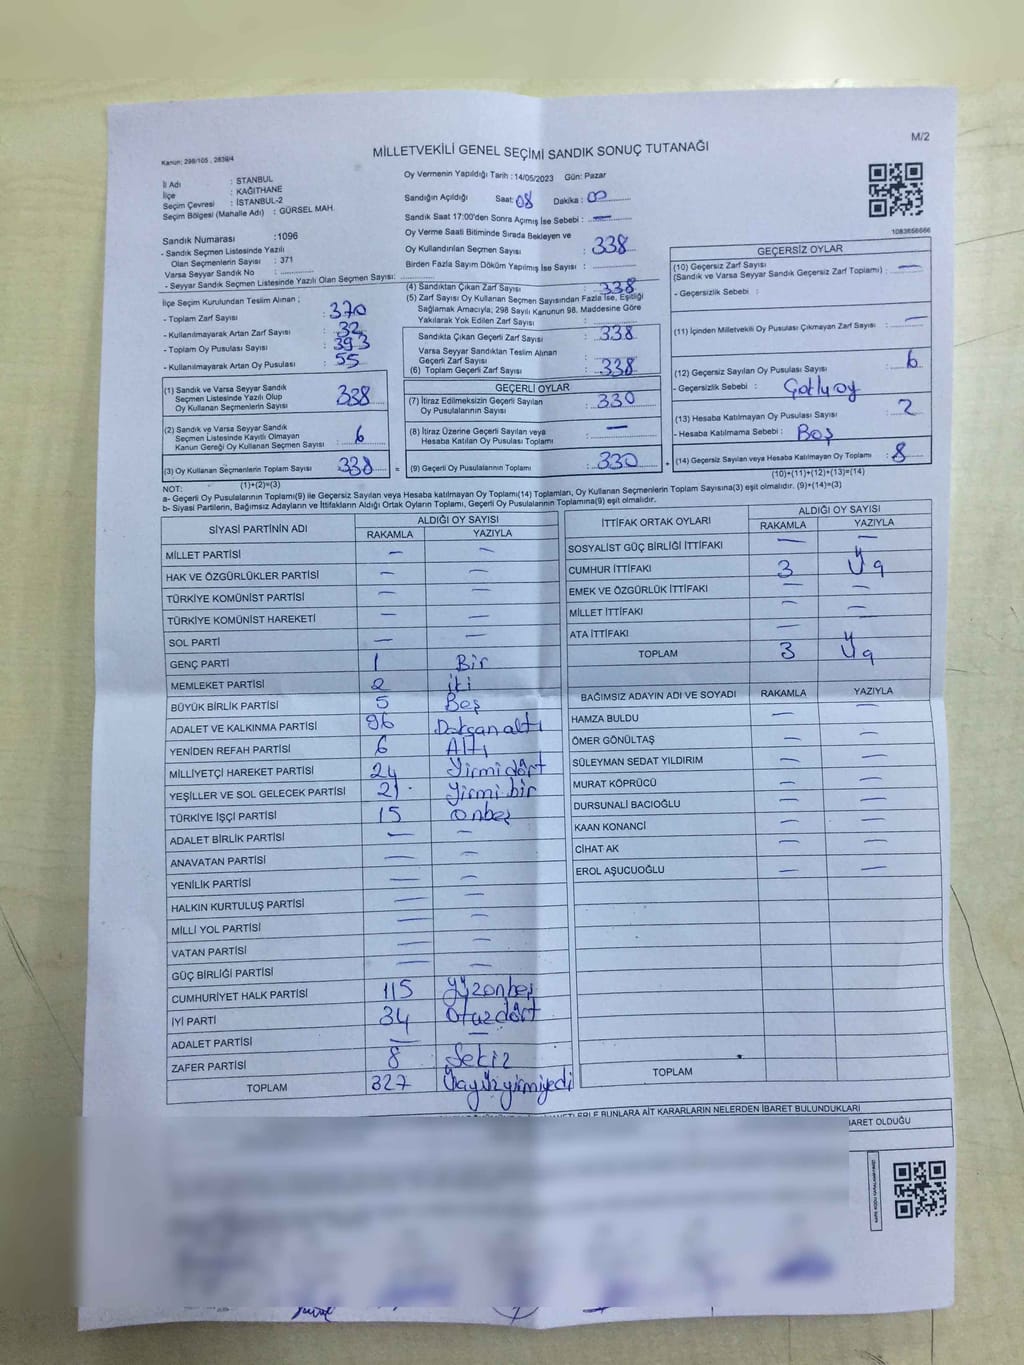 M/2
Kanun: 298/105 , 2839/4
MİLLETVEKİLİ GENEL SEÇİMİ SANDIK SONUÇ TUTANAĞI
İl Adı : STANBUL
İlçe : KAĞITHANE
Seçim Çevresi : İSTANBUL-2
Seçim Bölgesi (Mahalle Adı) : GÜRSEL MAH.
Oy Vermenin Yapıldığı Tarih : 14/05/2023 Gün: Pazar
Sandığın Açıldığı Saat: 08 Dakika : 00
Sandık Saat 17:00'den Sonra Açımış İse Sebebi : —
Oy Verme Saati Bitiminde Sırada Bekleyen ve
Oy Kullandırılan Seçmen Sayısı : 338
Birden Fazla Sayım Döküm Yapılmış İse Sayısı :
1083656666
Sandık Numarası :1096
- Sandık Seçmen Listesinde Yazılı
Olan Seçmenlerin Sayısı : 371
Varsa Seyyar Sandık No :
- Seyyar Sandık Seçmen Listesinde Yazılı Olan Seçmen Sayısı:
İlçe Seçim Kurulundan Teslim Alınan ;
- Toplam Zarf Sayısı : 370
- Kullanılmayarak Artan Zarf Sayısı : 32
- Toplam Oy Pusulası Sayısı : 393
- Kullanılmayarak Artan Oy Pusulası : 55
(1) Sandık ve Varsa Seyyar Sandık
Seçmen Listesinde Yazılı Olup
Oy Kullanan Seçmenlerin Sayısı : 338
(2) Sandık ve Varsa Seyyar Sandık
Seçmen Listesinde Kayıtlı Olmayan
Kanun Gereği Oy Kullanan Seçmen Sayısı : 6
(3) Oy Kullanan Seçmenlerin Toplam Sayısı : 338
(1)+(2)=(3)
(4) Sandıktan Çıkan Zarf Sayısı : 338
(5) Zarf Sayısı Oy Kullanan Seçmen Sayısından Fazla İse, Eşitliği
Sağlamak Amacıyla; 298 Sayılı Kanunun 98. Maddesine Göre
Yakılarak Yok Edilen Zarf Sayısı :
Sandıkta Çıkan Geçerli Zarf Sayısı : 338
Varsa Seyyar Sandıktan Teslim Alınan
Geçerli Zarf Sayısı :
(6) Toplam Geçerli Zarf Sayısı : 338
GEÇERLİ OYLAR
(7) İtiraz Edilmeksizin Geçerli Sayılan
Oy Pusulalarının Sayısı : 330
(8) İtiraz Üzerine Geçerli Sayılan veya
Hesaba Katılan Oy Pusulası Toplamı : —
= (9) Geçerli Oy Pusulalarının Toplamı : 330 +
GEÇERSİZ OYLAR
(10) Geçersiz Zarf Sayısı
(Sandık ve Varsa Seyyar Sandık Geçersiz Zarf Toplamı) : —
- Geçersizlik Sebebi :
(11) İçinden Milletvekili Oy Pusulası Çıkmayan Zarf Sayısı : —
(12) Geçersiz Sayılan Oy Pusulası Sayısı : 6
- Geçersizlik Sebebi :
(13) Hesaba Katılmayan Oy Pusulası Sayısı : 2
- Hesaba Katılmama Sebebi : Boş
(14) Geçersiz Sayılan veya Hesaba Katılmayan Oy Toplamı : 8
(10)+(11)+(12)+(13)=(14)
NOT:
a- Geçerli Oy Pusulalarının Toplamı(9) ile Geçersiz Sayılan veya Hesaba katılmayan Oy Toplamı(14) Toplamları, Oy Kullanan Seçmenlerin Toplam Sayısına(3) eşit olmalıdır. (9)+(14)=(3)
b- Siyasi Partilerin, Bağımsız Adayların ve İttifakların Aldığı Ortak Oyların Toplamı, Geçerli Oy Pusulalarının Toplamına(9) eşit olmalıdır.
SİYASİ PARTİNİN ADI ALDIĞI OY SAYISI
RAKAMLA YAZIYLA
MİLLET PARTİSİ — —
HAK VE ÖZGÜRLÜKLER PARTİSİ — —
TÜRKİYE KOMÜNİST PARTİSİ — —
TÜRKİYE KOMÜNİST HAREKETİ — —
SOL PARTİ — —
GENÇ PARTİ 1 Bir
MEMLEKET PARTİSİ 2 iki
BÜYÜK BİRLİK PARTİSİ 5 Beş
ADALET VE KALKINMA PARTİSİ 96 Doksan altı
YENİDEN REFAH PARTİSİ 6 Altı
MİLLİYETÇİ HAREKET PARTİSİ 24 Yirmi dört
YEŞİLLER VE SOL GELECEK PARTİSİ 21 Yirmi bir
TÜRKİYE İŞÇİ PARTİSİ 15 Onbeş
ADALET BİRLİK PARTİSİ — —
ANAVATAN PARTİSİ — —
YENİLİK PARTİSİ — —
HALKIN KURTULUŞ PARTİSİ — —
MİLLİ YOL PARTİSİ — —
VATAN PARTİSİ — —
GÜÇ BİRLİĞİ PARTİSİ — —
CUMHURİYET HALK PARTİSİ 115 Yüzonbeş
İYİ PARTİ 34 Otuzdört
ADALET PARTİSİ — —
ZAFER PARTİSİ 8 Sekiz
TOPLAM 327 Üçyüzyirmiyedi
İTTİFAK ORTAK OYLARI ALDIĞI OY SAYISI
RAKAMLA YAZIYLA
SOSYALİST GÜÇ BİRLİĞİ İTTİFAKI — —
CUMHUR İTTİFAKI 3 Üç
EMEK VE ÖZGÜRLÜK İTTİFAKI — —
MİLLET İTTİFAKI — —
ATA İTTİFAKI — —
TOPLAM 3 Üç
BAĞIMSIZ ADAYIN ADI VE SOYADI RAKAMLA YAZIYLA
HAMZA BULDU — —
ÖMER GÖNÜLTAŞ — —
SÜLEYMAN SEDAT YILDIRIM — —
MURAT KÖPRÜCÜ — —
DURSUNALİ BACIOĞLU — —
KAAN KONANCİ — —
CİHAT AK — —
EROL AŞUCUOĞLU — —
TOPLAM
BUNLARA AİT KARARLARIN NELERDEN İBARET BULUNDUKLARI
İBARET OLDUĞU